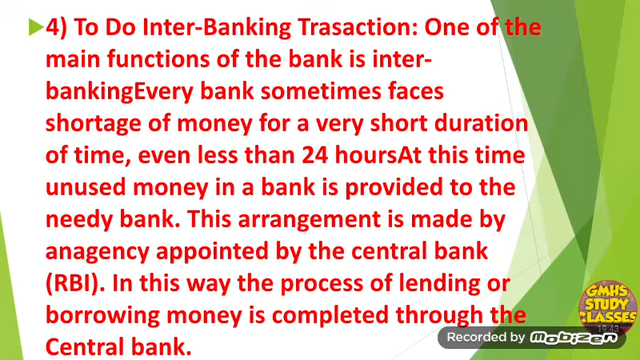 4) To Do Inter-Banking Trasaction: One of the
main functions of the bank is inter-
bankingEvery bank sometimes faces
shortage of money for a very short duration
of time, even less than 24 hoursAt this time
unused money in a bank is provided to the
needy bank. This arrangement is made by
anagency appointed by the central bank
(RBI). In this way the process of lending or
borrowing money is completed through the
Central bank.
GMHS
STUDY
CLASSES
Recorded by mobizen